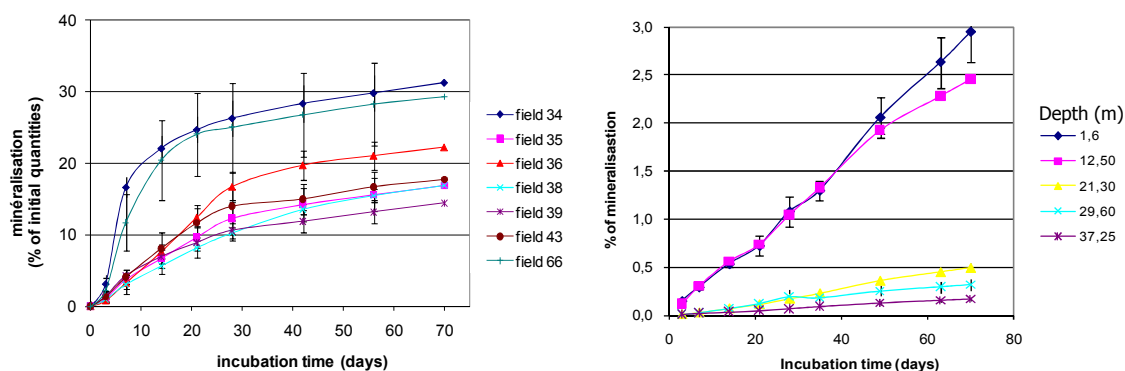 minéralisation
(% of initial quantities)
40
30
20
10
0
0 10 20 30 40 50 60 70
incubation time (days)
field 34
field 35
field 36
field 38
field 39
field 43
field 66
% of mineralisation
3,0
2,5
2,0
1,5
1,0
0,5
0,0
0 20 40 60 80
Incubation time (days)
Depth (m)
1,6
12,50
21,30
29,60
37,25